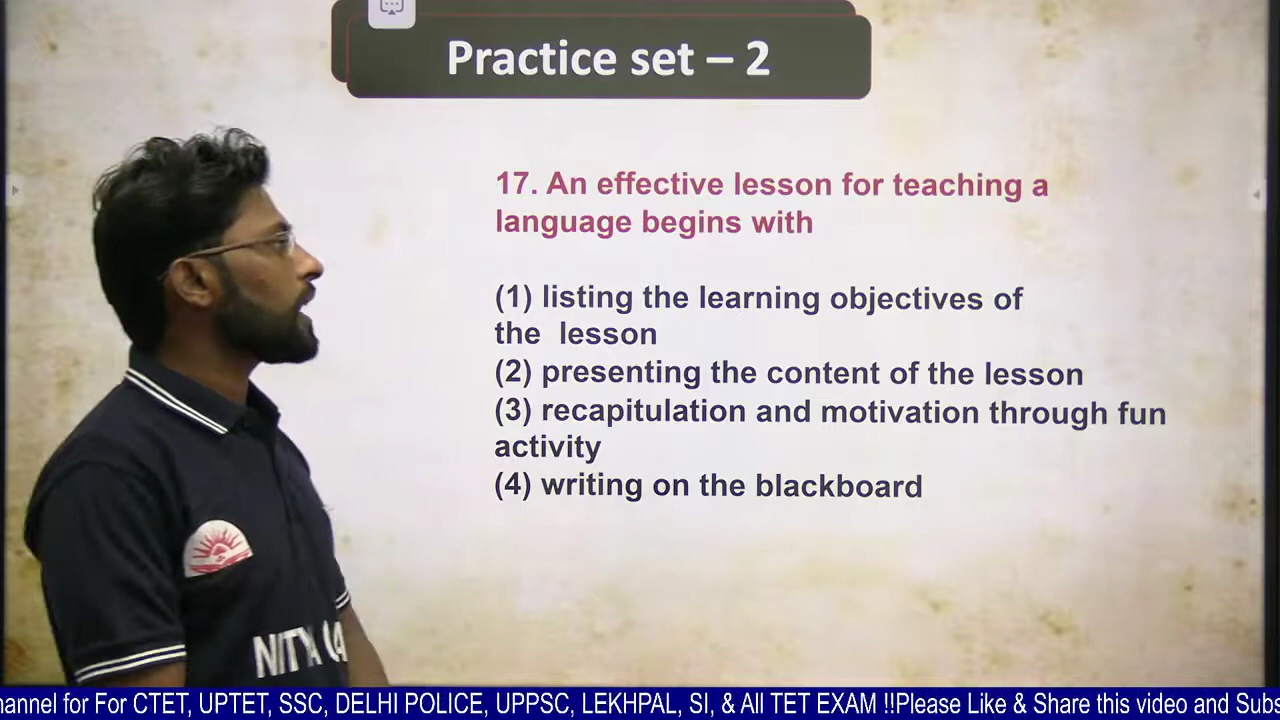 Practice set – 2
17. An effective lesson for teaching a
language begins with
(1) listing the learning objectives of
the lesson
(2) presenting the content of the lesson
(3) recapitulation and motivation through fun
activity
(4) writing on the blackboard
for For CTET, UPTET, SSC, DELHI POLICE, UPPSC, LEKHPAL, SI, & All TET EXAM !!Please Like & Share this video and